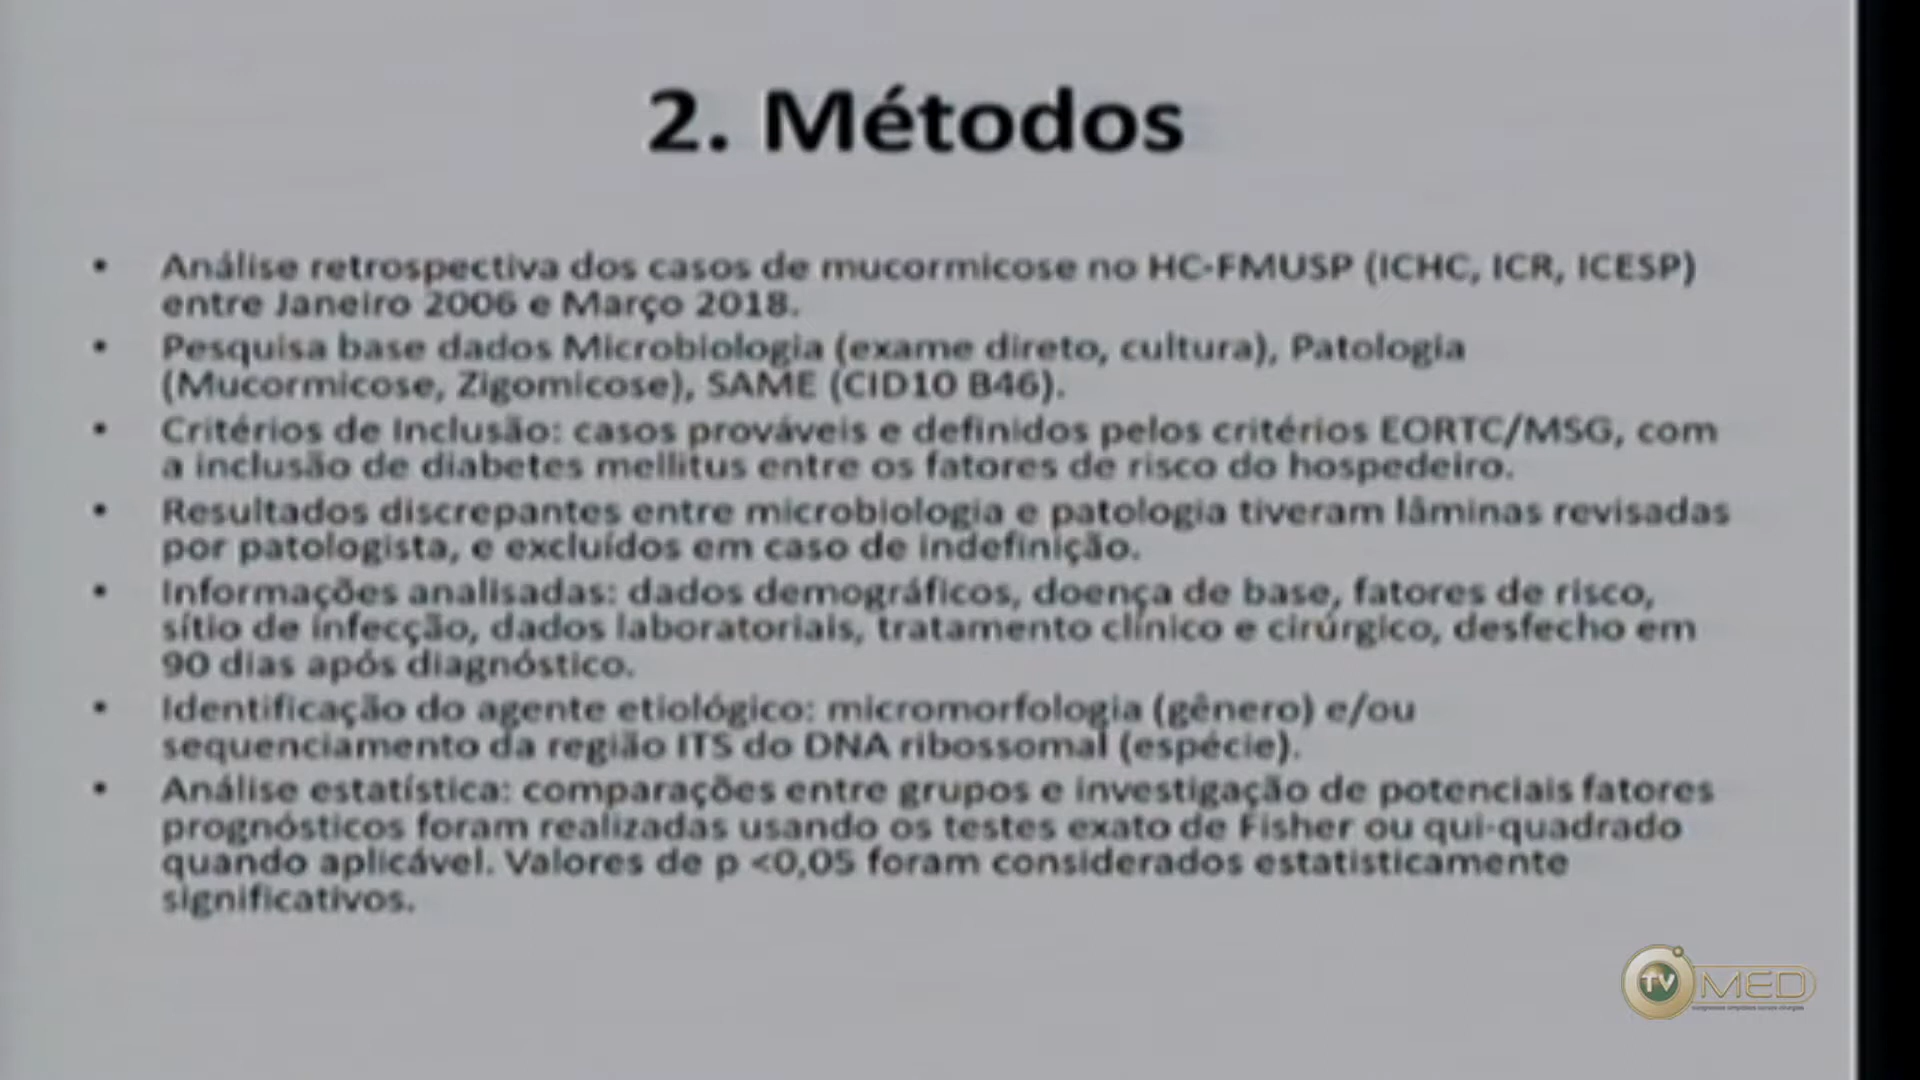 2. Métodos
• Análise retrospectiva dos casos de mucormicose no HC-FMUSP (ICHC, ICR, ICESP)
entre Janeiro 2006 e Março 2018.
• Pesquisa base dados Microbiologia (exame direto, cultura), Patologia
(Mucormicose, Zigomicose), SAME (CID10 B46).
• Critérios de Inclusão: casos prováveis e definidos pelos critérios EORTC/MSG, com
a inclusão de diabetes mellitus entre os fatores de risco do hospedeiro.
• Resultados discrepantes entre microbiologia e patologia tiveram lâminas revisadas
por patologista, e excluídos em caso de indefinição.
• Informações analisadas: dados demográficos, doença de base, fatores de risco,
sítio de infecção, dados laboratoriais, tratamento clínico e cirúrgico, desfecho em
90 dias após diagnóstico.
• Identificação do agente etiológico: micromorfologia (gênero) e/ou
sequenciamento da região ITS do DNA ribossomal (espécie).
• Análise estatística: comparações entre grupos e investigação de potenciais fatores
prognósticos foram realizadas usando os testes exato de Fisher ou qui-quadrado
quando aplicável. Valores de p <0,05 foram considerados estatisticamente
significativos.
TV MED